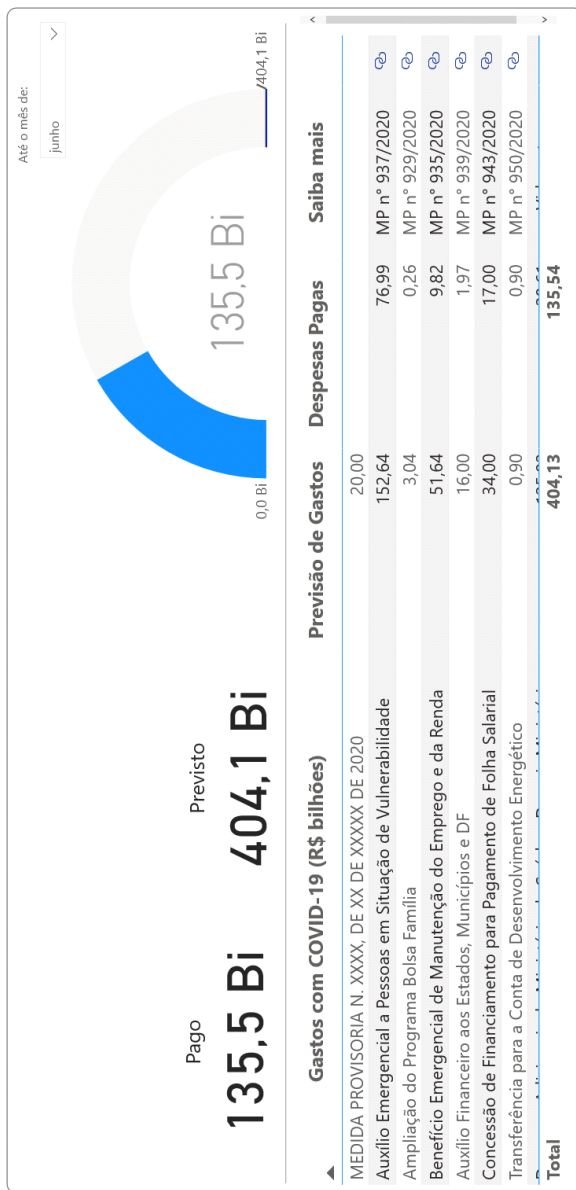 Até o mês de:
junho
Pago
135,5 Bi
Previsto
404,1 Bi
0,0 Bi
135,5 Bi
404,1 Bi
Gastos com COVID-19 (R$ bilhões) Previsão de Gastos Despesas Pagas Saiba mais
MEDIDA PROVISORIA N. XXXX, DE XX DE XXXXX DE 2020 20,00
Auxílio Emergencial a Pessoas em Situação de Vulnerabilidade 152,64 76,99 MP n° 937/2020
Ampliação do Programa Bolsa Família 3,04 0,26 MP n° 929/2020
Benefício Emergencial de Manutenção do Emprego e da Renda 51,64 9,82 MP n° 935/2020
Auxílio Financeiro aos Estados, Municípios e DF 16,00 1,97 MP n° 939/2020
Concessão de Financiamento para Pagamento de Folha Salarial 34,00 17,00 MP n° 943/2020
Transferência para a Conta de Desenvolvimento Energético 0,90 0,90 MP n° 950/2020
Total 404,13 135,54